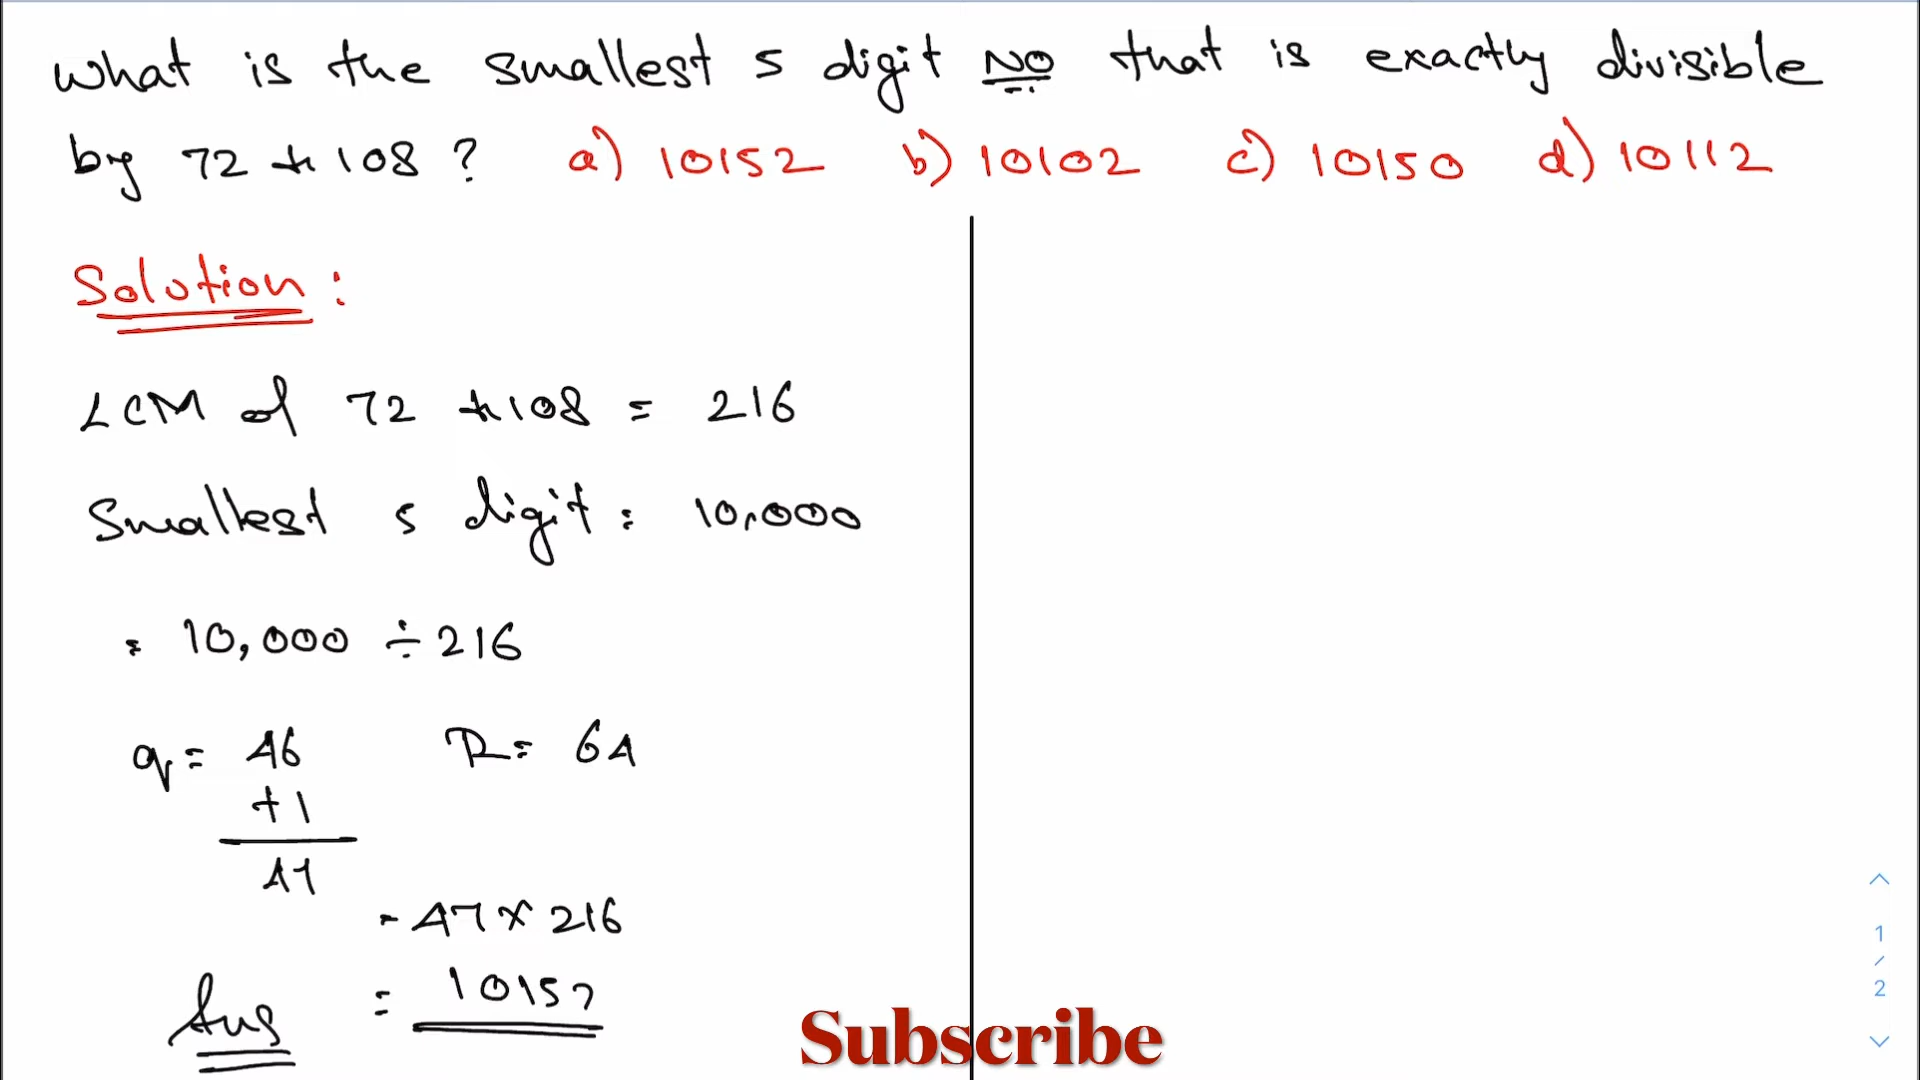 What is the smallest 5 digit NO that is exactly divisible
by 72 & 108 ? a) 10152 b) 10102 c) 10150 d) 10112
Solution :
LCM of 72 & 108 = 216
Smallest 5 digit = 10,000
= 10,000 ÷ 216
q = 46 R = 64
+1
47
= 47 × 216
Ans = 10152
Subscribe
1
/
2